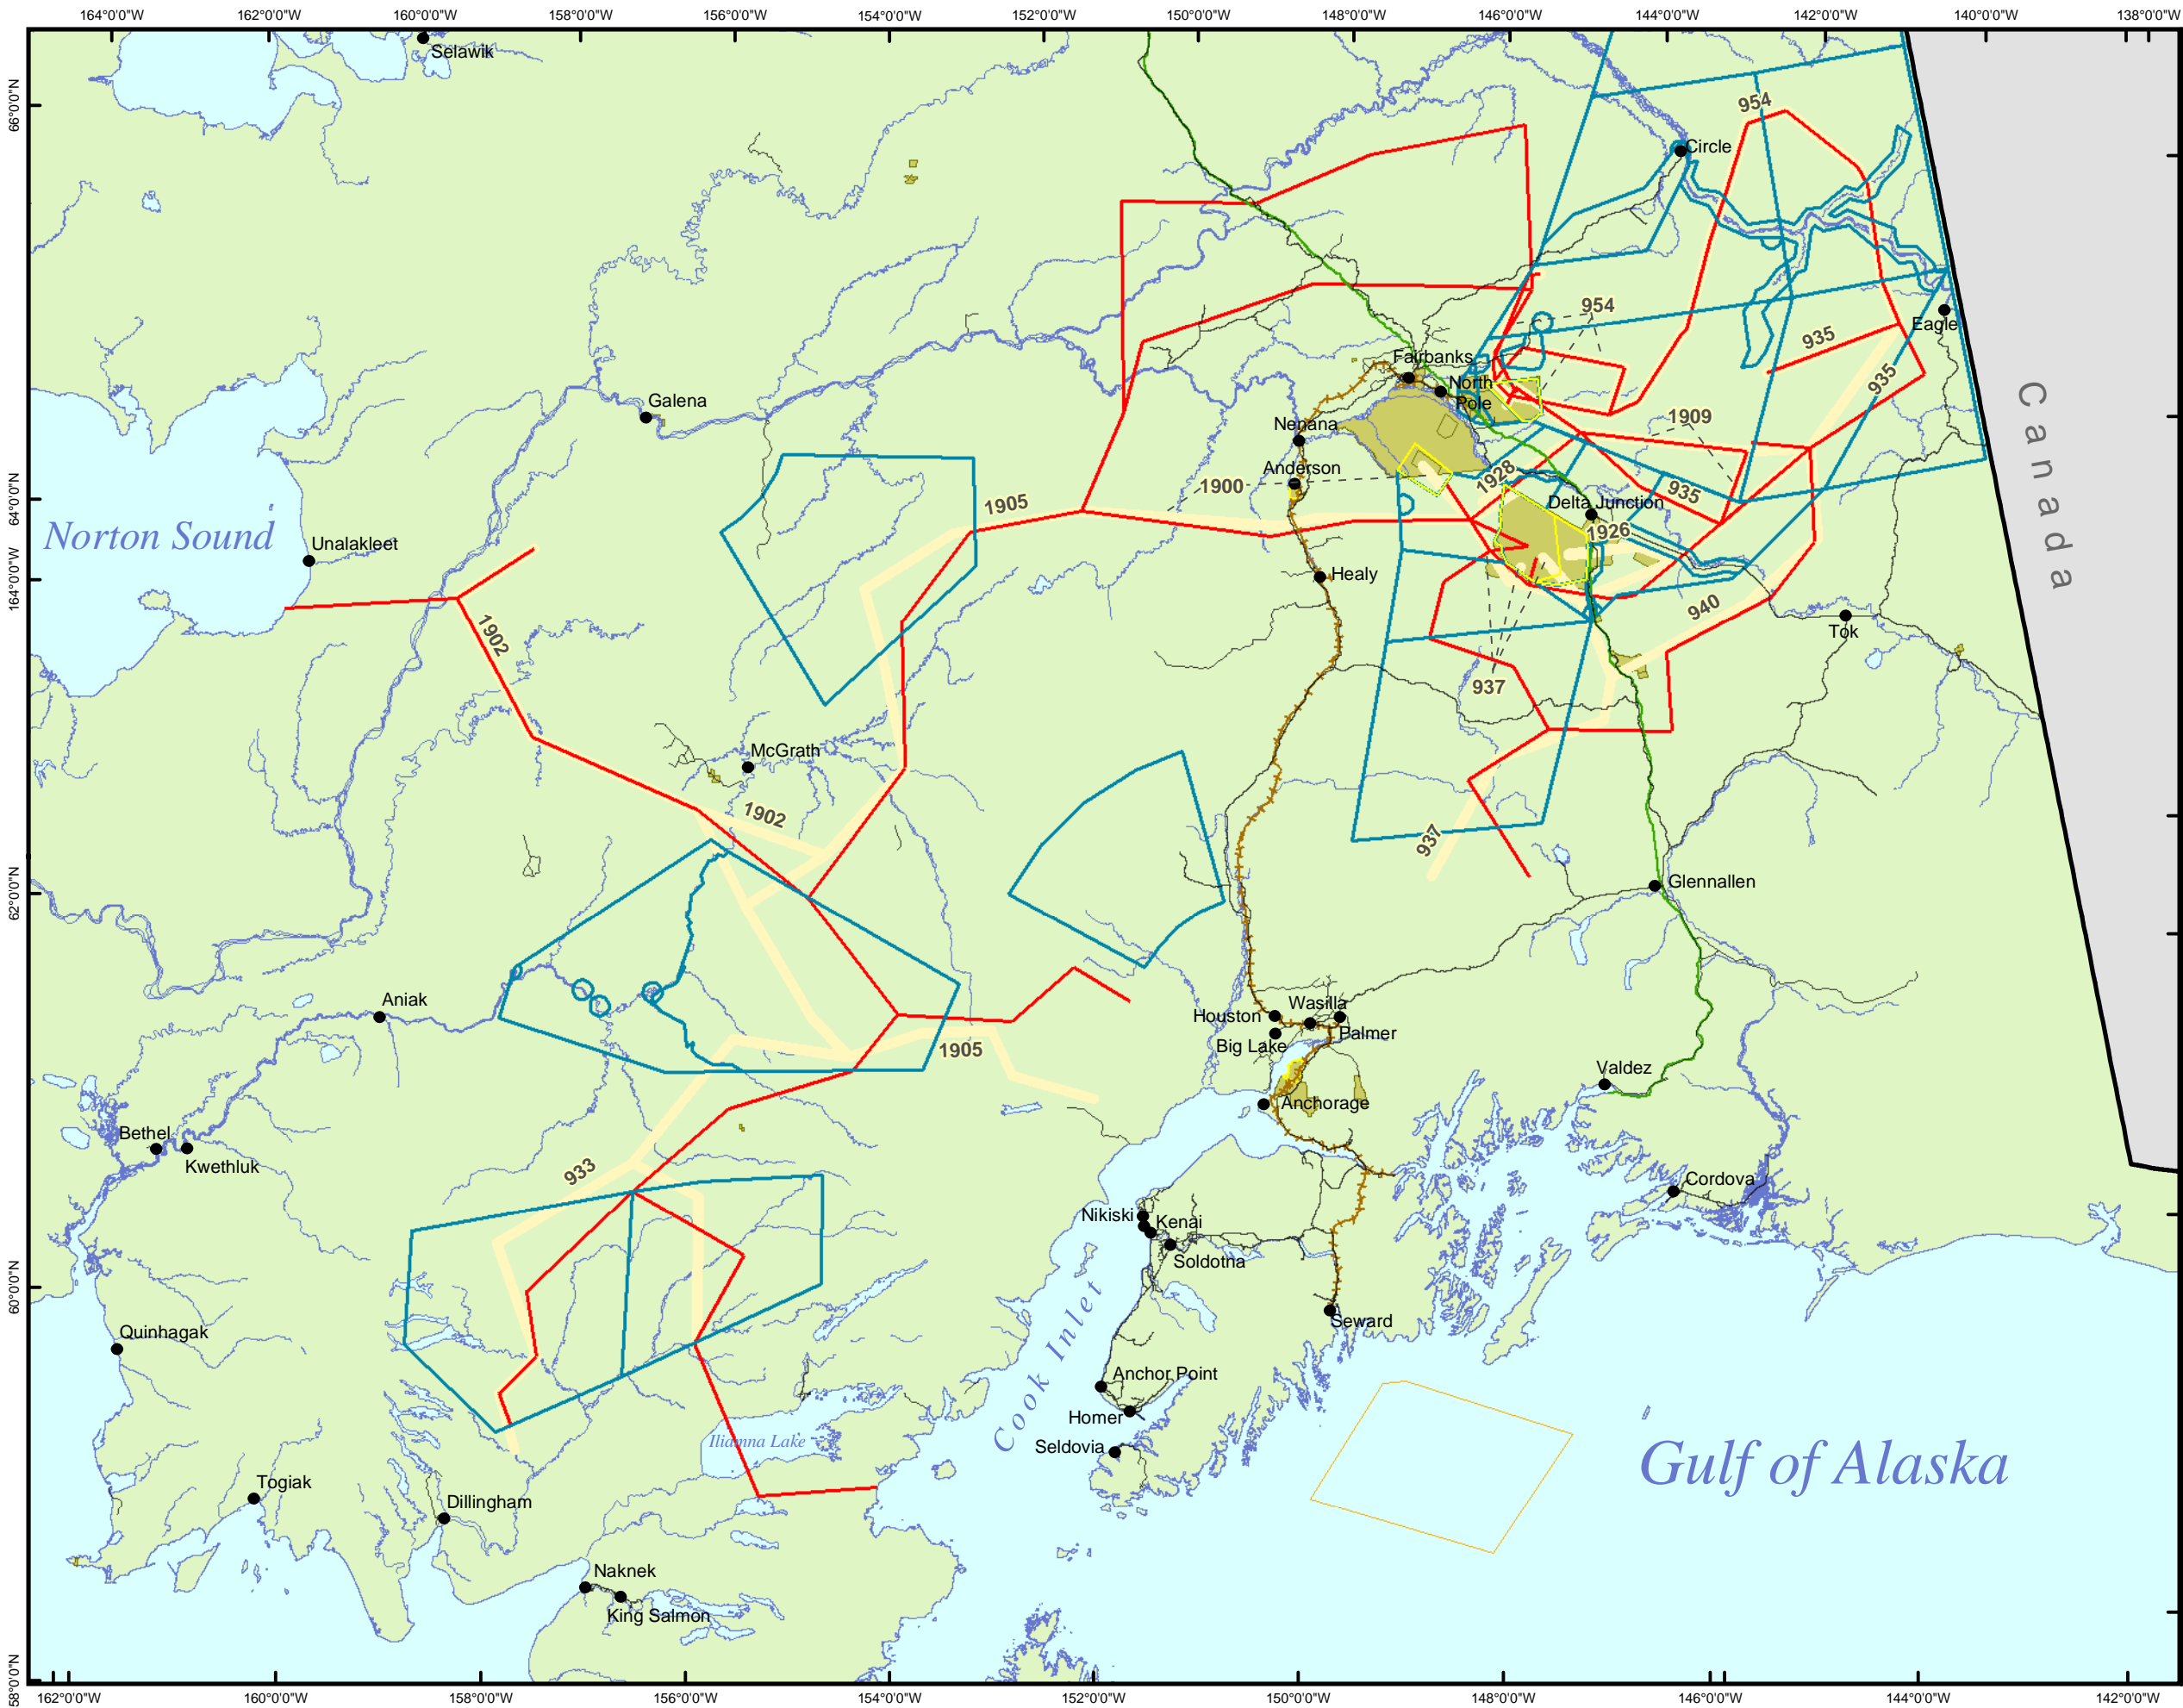 164°0'0"W 162°0'0"W 160°0'0"W 158°0'0"W 156°0'0"W 154°0'0"W 152°0'0"W 150°0'0"W 148°0'0"W 146°0'0"W 144°0'0"W 142°0'0"W 140°0'0"W 138°0'0"W
Selawik
66°0'0"N
954
Circle
954
Eagle
935
Fairbanks
North
Pole
935
Canada
Galena
1909
Nenana
Anderson
1928
1900
935
64°0'0"N
1905
Delta Junction
1926
Norton Sound
Unalakleet
164°0'0"W
Healy
940
1902
Tok
937
McGrath
1902
937
62°0'0"N
Glennallen
Aniak
Wasilla
Houston
Palmer
Big Lake
1905
Valdez
Anchorage
Bethel
Kwethluk
933
Cordova
Nikiski
Kenai
Soldotna
60°0'0"N
Cook Inlet
Seward
Quinhagak
Anchor Point
Homer
Iliamna Lake
Seldovia
Gulf of Alaska
Togiak
Dillingham
Naknek
King Salmon
58°0'0"N
162°0'0"W 160°0'0"W 158°0'0"W 156°0'0"W 154°0'0"W 152°0'0"W 150°0'0"W 148°0'0"W 146°0'0"W 144°0'0"W 142°0'0"W